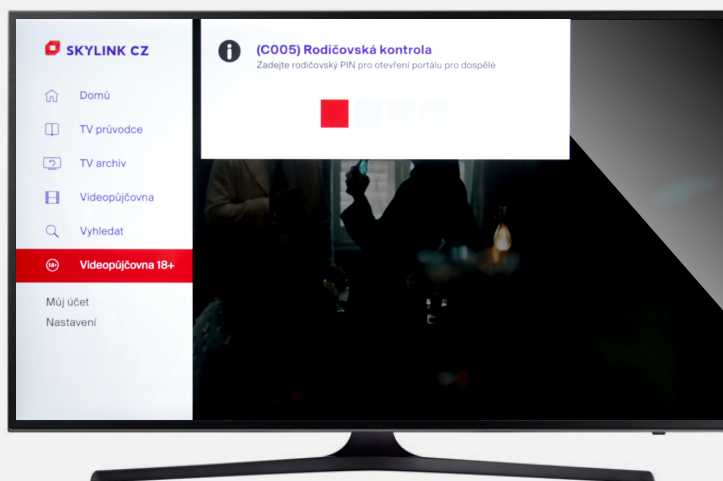 SKYLINK CZ
Domů
TV průvodce
TV archiv
Videopůjčovna
Vyhledat
18+ Videopůjčovna 18+
Můj účet
Nastavení
(C005) Rodičovská kontrola
Zadejte rodičovský PIN pro otevření portálu pro dospělé